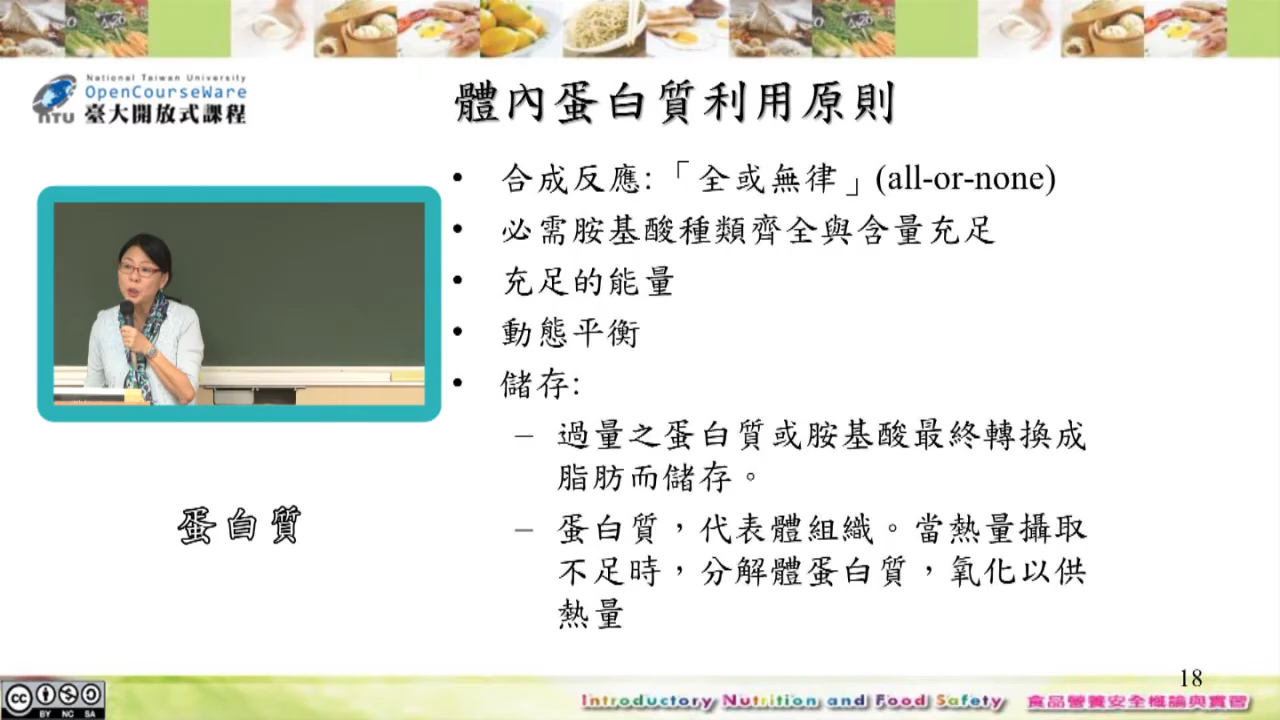 National Taiwan University
OpenCourseWare
NTU 臺大開放式課程
體內蛋白質利用原則
• 合成反應:「全或無律」(all-or-none)
• 必需胺基酸種類齊全與含量充足
• 充足的能量
• 動態平衡
• 儲存:
– 過量之蛋白質或胺基酸最終轉換成
脂肪而儲存。
– 蛋白質，代表體組織。當熱量攝取
不足時，分解體蛋白質，氧化以供
熱量
蛋白質
18
cc BY NC SA
Introductory Nutrition and Food Safety 食品營養安全概論與實習